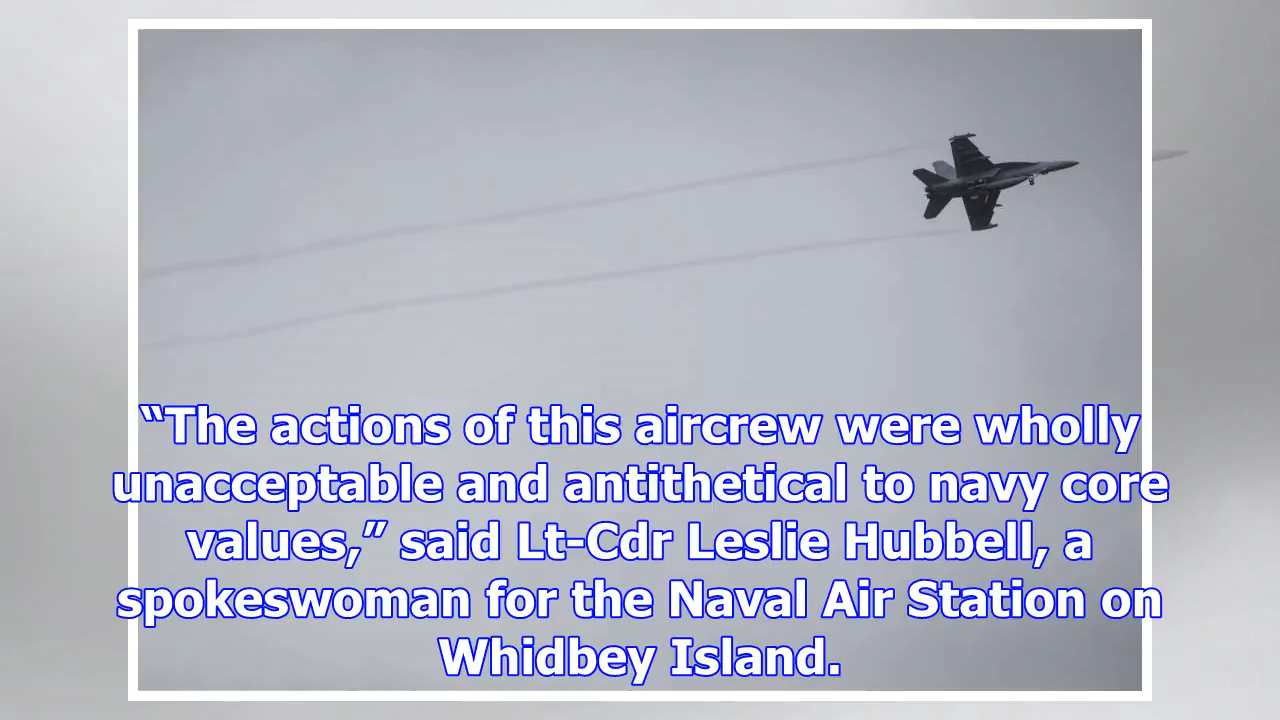 “The actions of this aircrew were wholly
unacceptable and antithetical to navy core
values,” said Lt-Cdr Leslie Hubbell, a
spokeswoman for the Naval Air Station on
Whidbey Island.